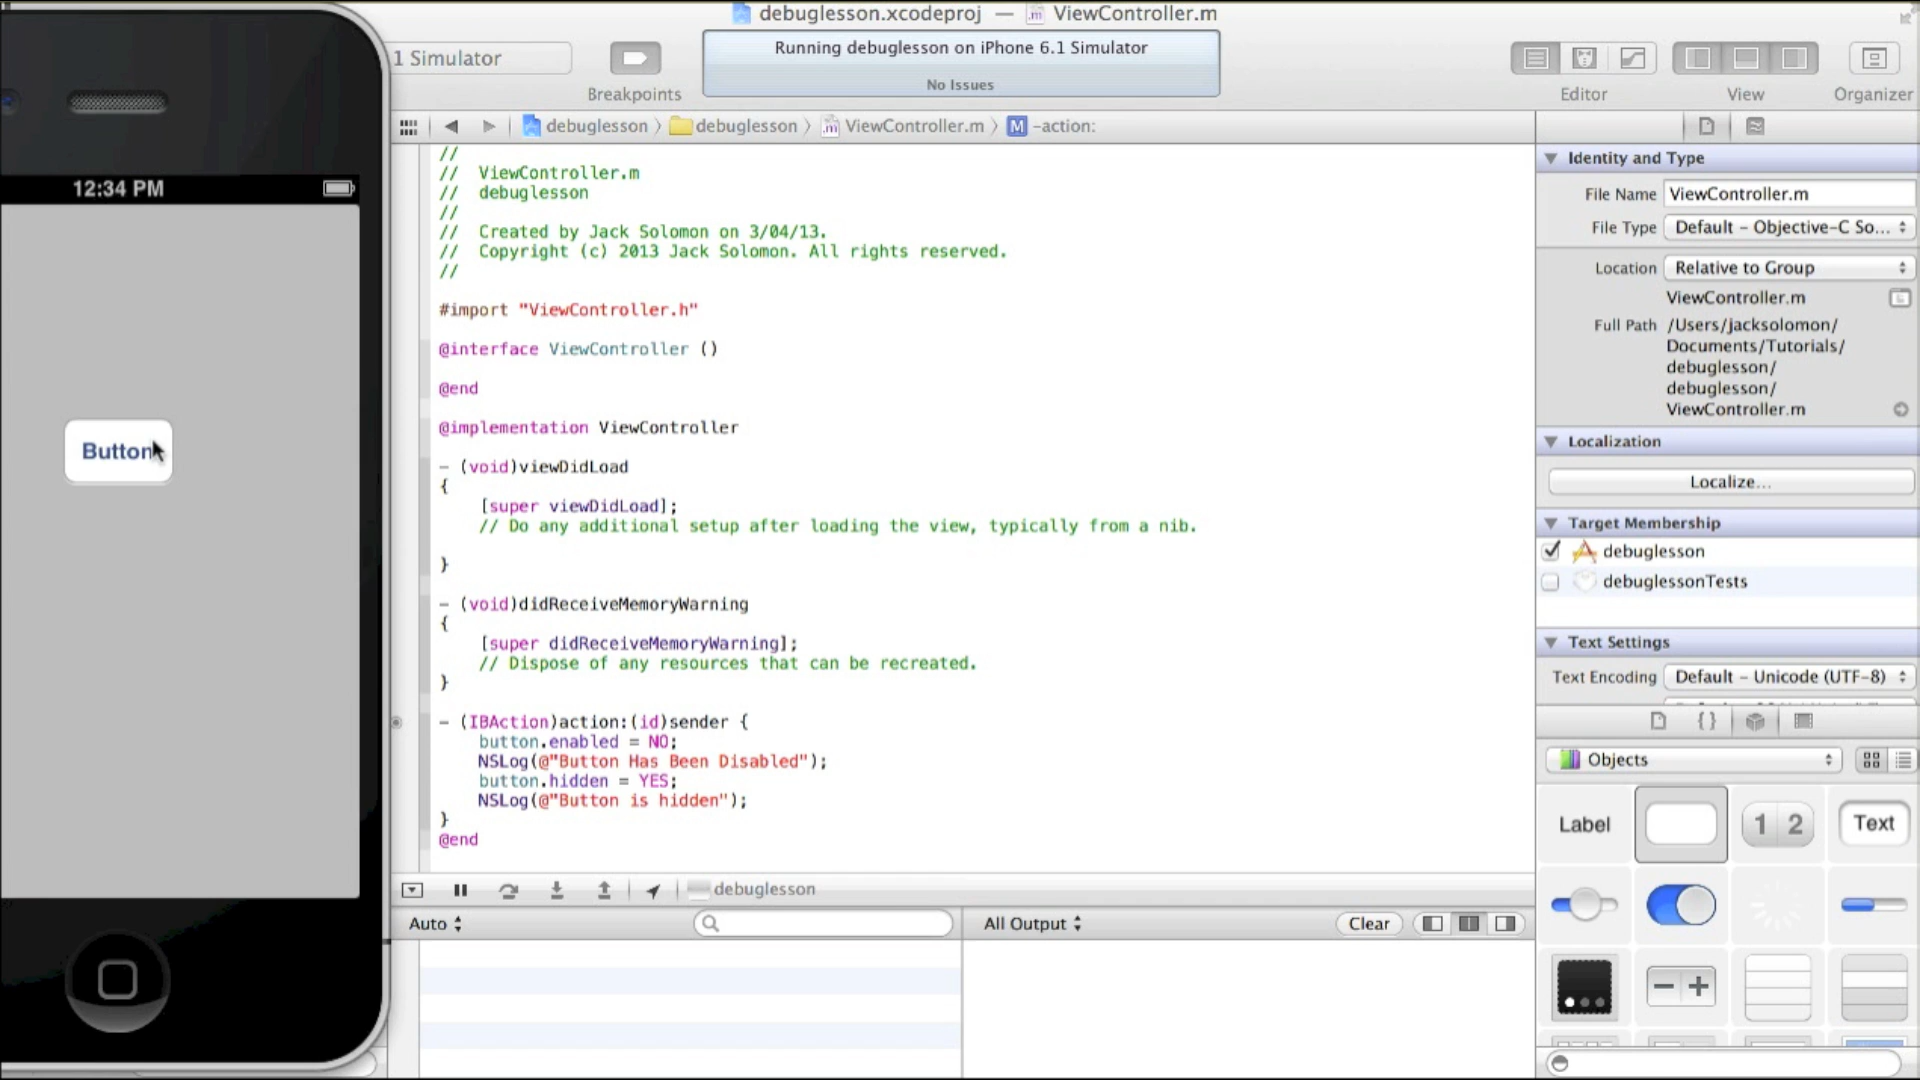 debuglesson.xcodeproj — ViewController.m
1 Simulator
Breakpoints
Running debuglesson on iPhone 6.1 Simulator
No Issues
Editor
View
Organizer
debuglesson
debuglesson
ViewController.m
M -action:
12:34 PM
Button
//
// ViewController.m
// debuglesson
//
// Created by Jack Solomon on 3/04/13.
// Copyright (c) 2013 Jack Solomon. All rights reserved.
//
#import "ViewController.h"
@interface ViewController ()
@end
@implementation ViewController
- (void)viewDidLoad
{
[super viewDidLoad];
// Do any additional setup after loading the view, typically from a nib.
}
- (void)didReceiveMemoryWarning
{
[super didReceiveMemoryWarning];
// Dispose of any resources that can be recreated.
}
- (IBAction)action:(id)sender {
button.enabled = NO;
NSLog(@"Button Has Been Disabled");
button.hidden = YES;
NSLog(@"Button is hidden");
}
@end
debuglesson
Auto
All Output
Clear
Identity and Type
File Name ViewController.m
File Type Default - Objective-C So...
Location Relative to Group
ViewController.m
Full Path /Users/jacksolomon/
Documents/Tutorials/
debuglesson/
debuglesson/
ViewController.m
Localization
Localize...
Target Membership
debuglesson
debuglessonTests
Text Settings
Text Encoding Default - Unicode (UTF-8)
{ }
Objects
Label
1 2
Text